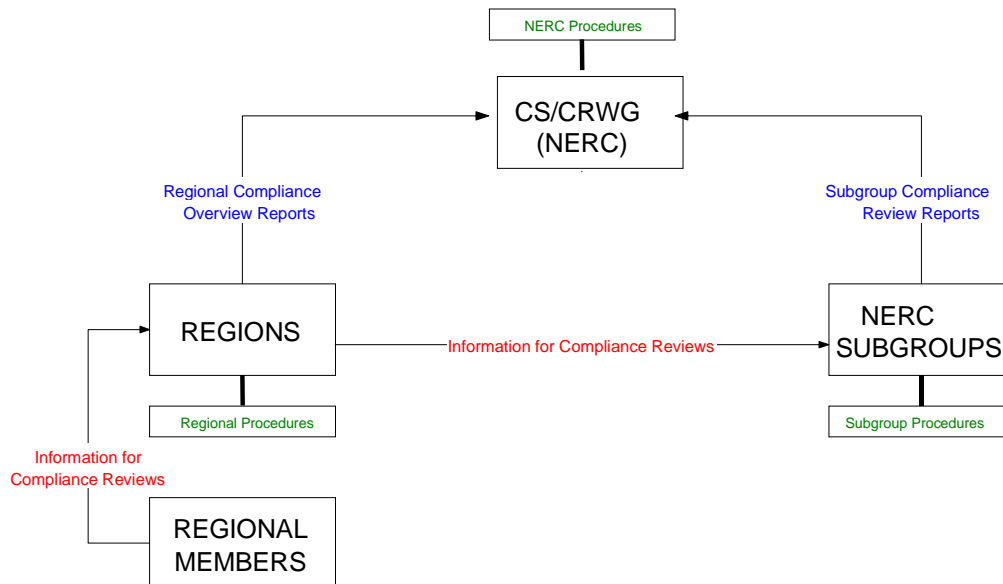 NERC Procedures
CS/CRWG
(NERC)
Regional Compliance
Overview Reports
Subgroup Compliance
Review Reports
REGIONS
Information for Compliance Reviews
NERC
SUBGROUPS
Regional Procedures
Subgroup Procedures
Information for
Compliance Reviews
REGIONAL
MEMBERS